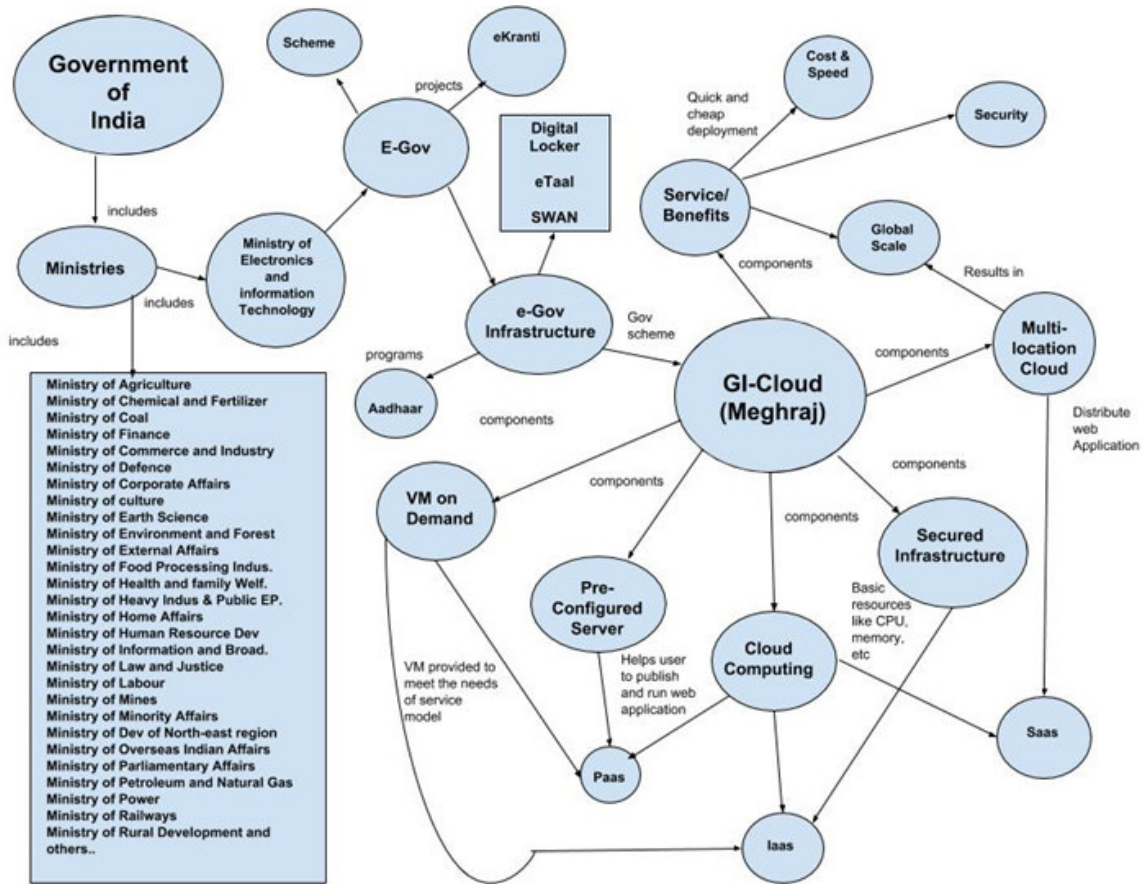 Government
of
India
includes
Ministries
includes
includes
Ministry of
Electronics
and
information
Technology
Scheme
projects
eKranti
E-Gov
Digital
Locker
eTaal
SWAN
e-Gov
Infrastructure
programs
Aadhaar
Gov
scheme
components
GI-Cloud
(Meghraj)
components
Service/
Benefits
Quick and
cheap
deployment
Cost &
Speed
Security
Global
Scale
Results in
components
Multi-
location
Cloud
Distribute
web
Application
components
Secured
Infrastructure
Basic
resources
like CPU,
memory,
etc
components
Cloud
Computing
components
Pre-
Configured
Server
Helps user
to publish
and run web
application
VM on
Demand
VM provided to
meet the needs
of service
model
Paas
Iaas
Saas
Ministry of Agriculture
Ministry of Chemical and Fertilizer
Ministry of Coal
Ministry of Finance
Ministry of Commerce and Industry
Ministry of Defence
Ministry of Corporate Affairs
Ministry of culture
Ministry of Earth Science
Ministry of Environment and Forest
Ministry of External Affairs
Ministry of Food Processing Indus.
Ministry of Health and family Welf.
Ministry of Heavy Indus & Public EP.
Ministry of Home Affairs
Ministry of Human Resource Dev
Ministry of Information and Broad.
Ministry of Law and Justice
Ministry of Labour
Ministry of Mines
Ministry of Minority Affairs
Ministry of Dev of North-east region
Ministry of Overseas Indian Affairs
Ministry of Parliamentary Affairs
Ministry of Petroleum and Natural Gas
Ministry of Power
Ministry of Railways
Ministry of Rural Development and
others..